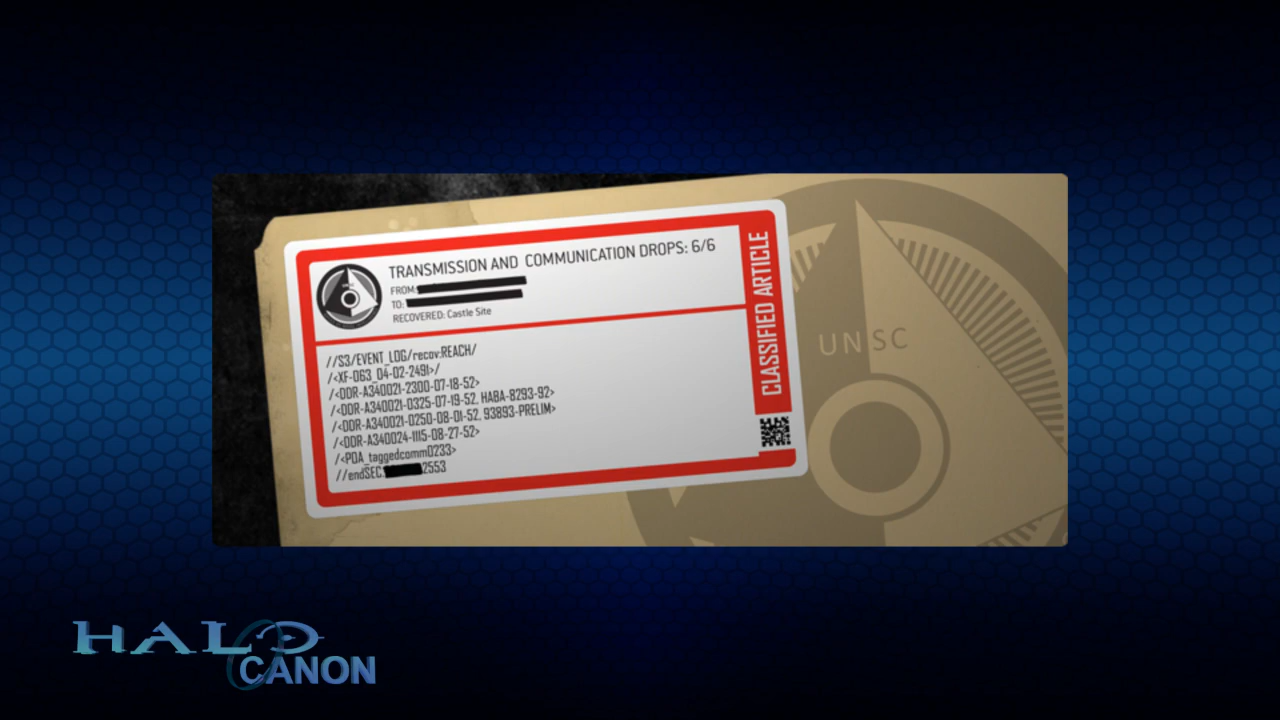 TRANSMISSION AND COMMUNICATION DROPS: 6/6
FROM:
TO:
RECOVERED: Castle Site
//S3/EVENT_LOG/recov:REACH/
/<XF-063_04-02-2491>/
/<DDR-A340021-2300-07-18-52>
/<DDR-A340021-0325-07-19-52, HABA-8293-92>
/<DDR-A340021-0250-08-01-52, 93893-PRELIM>
/<DDR-A340024-1115-08-27-52>
/<POA_taggedcomm0233>
//endSEC: 2553
CLASSIFIED ARTICLE
UNSC
HALO
CANON